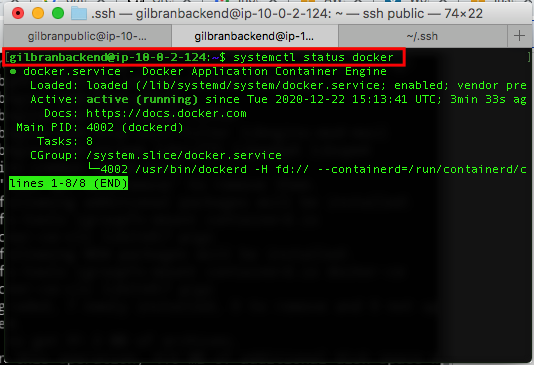 .ssh — gilbranbackend@ip-10-0-2-124: ~ — ssh public — 74×22
gilbranpublic@ip-10-... gilbranbackend@ip-1... ~/.ssh
[gilbranbackend@ip-10-0-2-124:~$ systemctl status docker ]
● docker.service - Docker Application Container Engine
Loaded: loaded (/lib/systemd/system/docker.service; enabled; vendor pre
Active: active (running) since Tue 2020-12-22 15:13:41 UTC; 3min 33s ag
Docs: https://docs.docker.com
Main PID: 4002 (dockerd)
Tasks: 8
CGroup: /system.slice/docker.service
└─4002 /usr/bin/dockerd -H fd:// --containerd=/run/containerd/c
lines 1-8/8 (END)